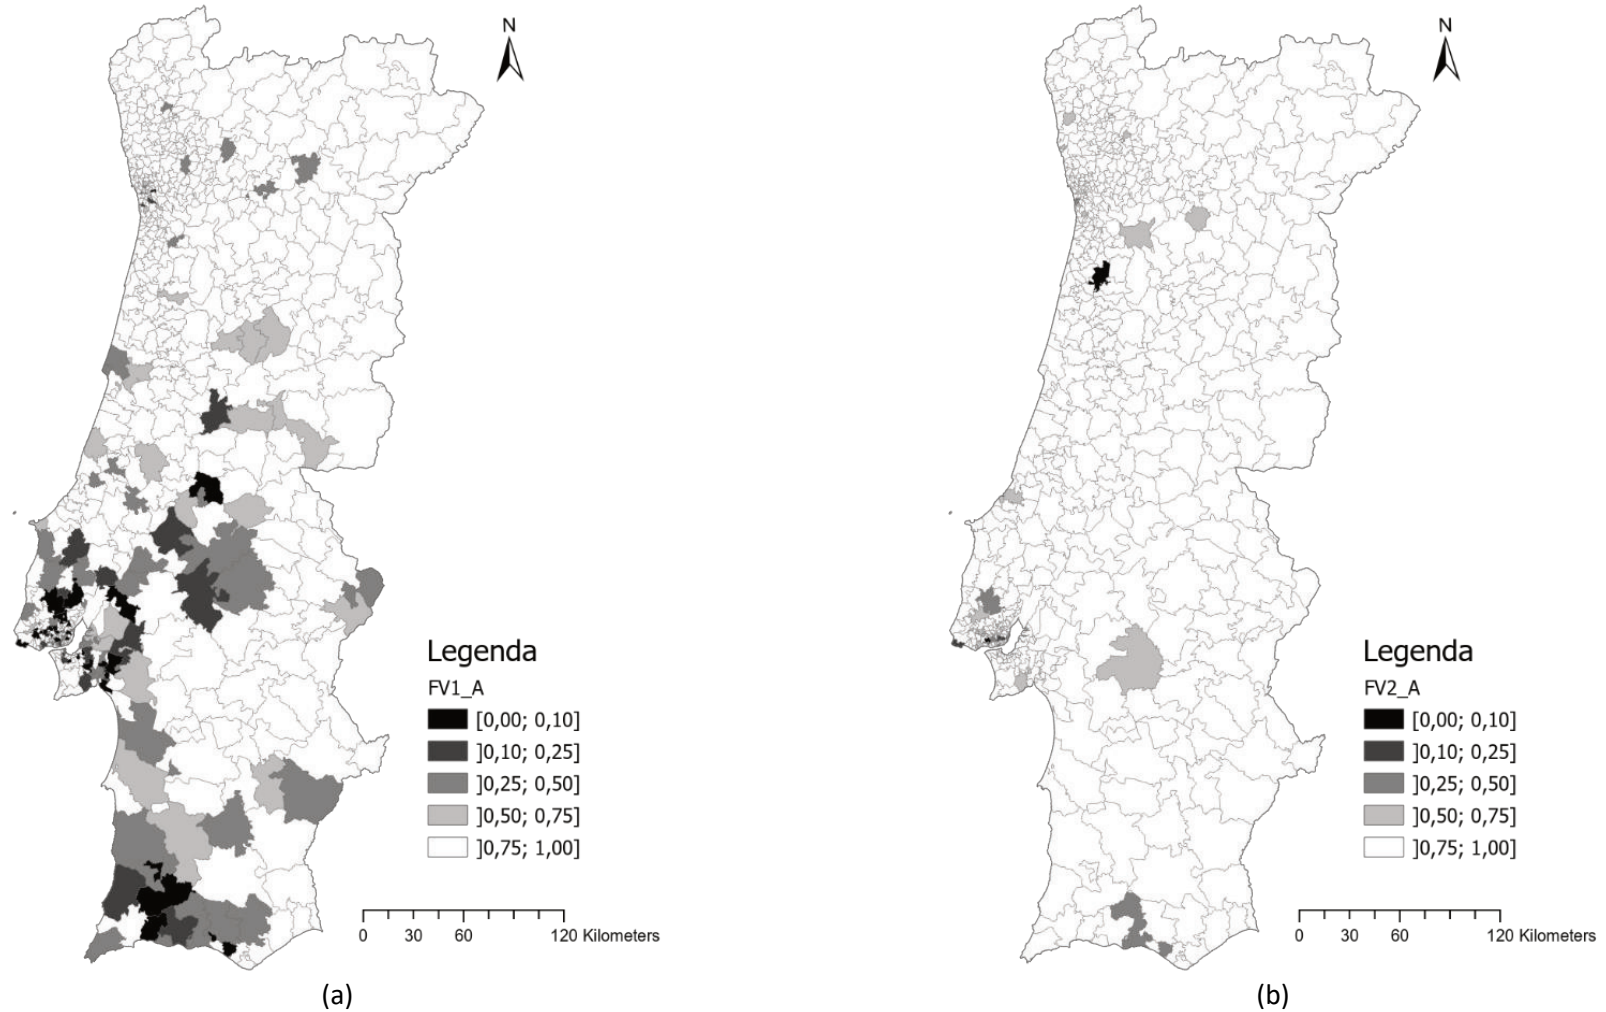 N
Legenda
FV1_A
[0,00; 0,10]
]0,10; 0,25]
]0,25; 0,50]
]0,50; 0,75]
]0,75; 1,00]
0 30 60 120 Kilometers
(a)
N
Legenda
FV2_A
[0,00; 0,10]
]0,10; 0,25]
]0,25; 0,50]
]0,50; 0,75]
]0,75; 1,00]
0 30 60 120 Kilometers
(b)